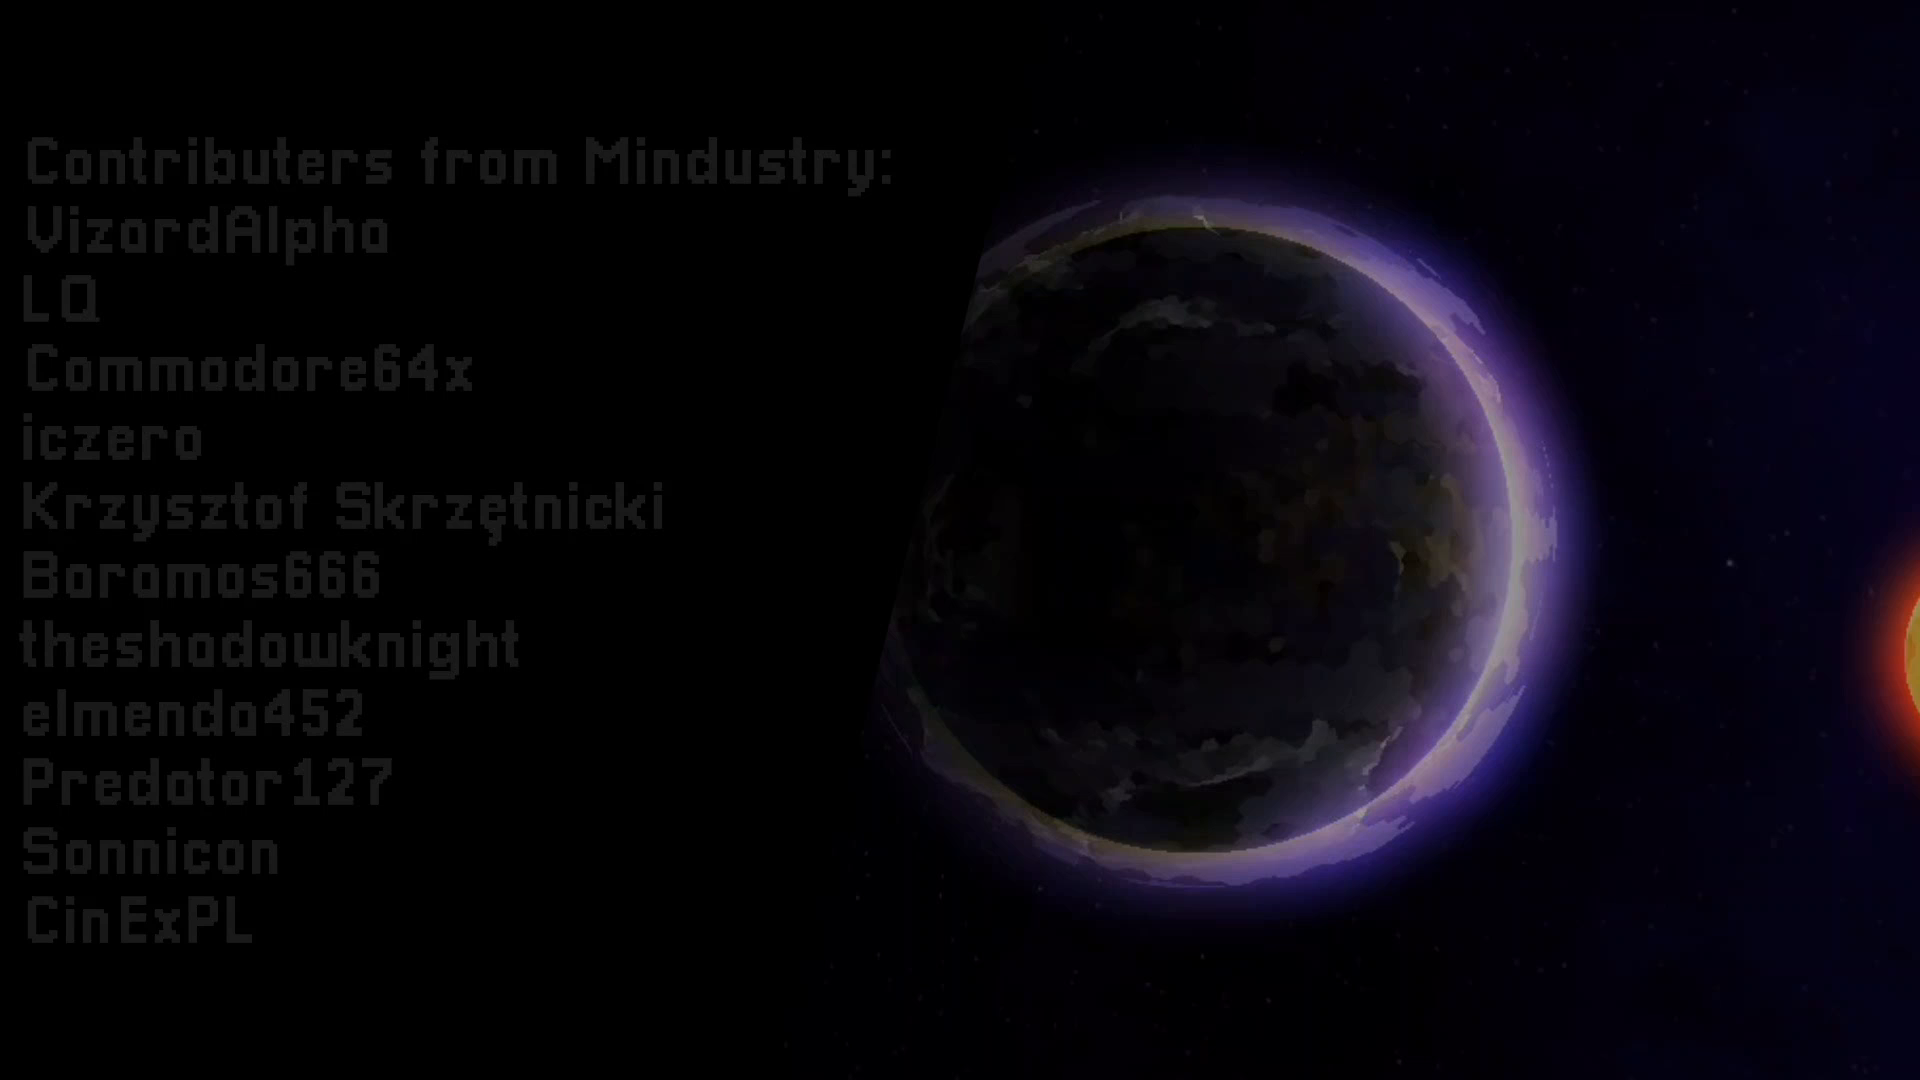 Contributers from Mindustry:
VizardAlpha
LQ
Commodore64x
iczero
Krzysztof Skrzętnicki
Baramos666
theshadowknight
elmenda452
Predator127
Sonnicon
CinExPL